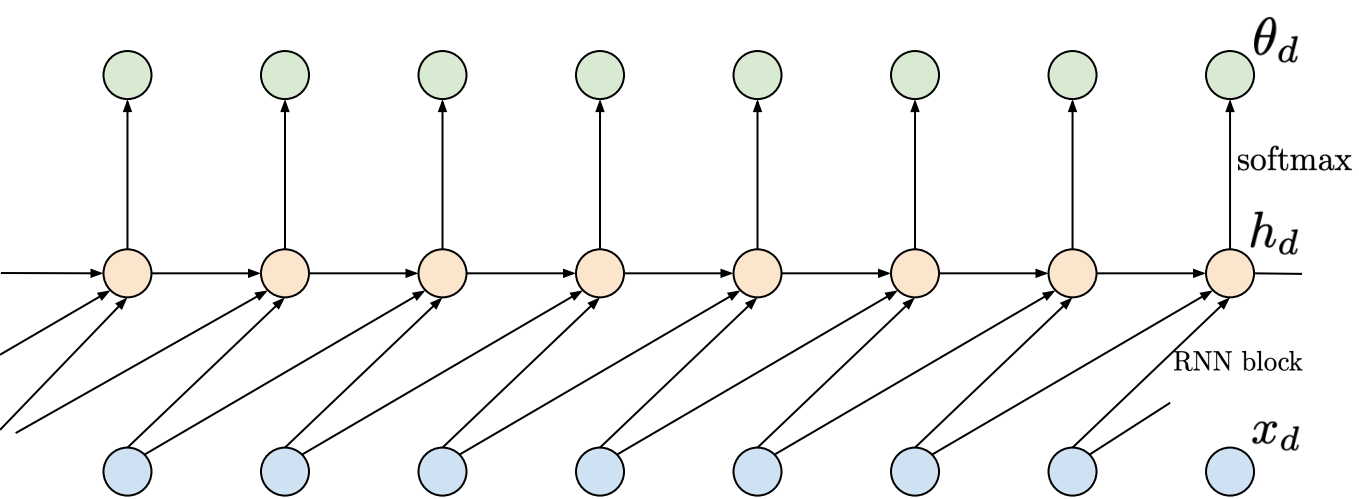 θ_d
softmax
h_d
RNN block
x_d